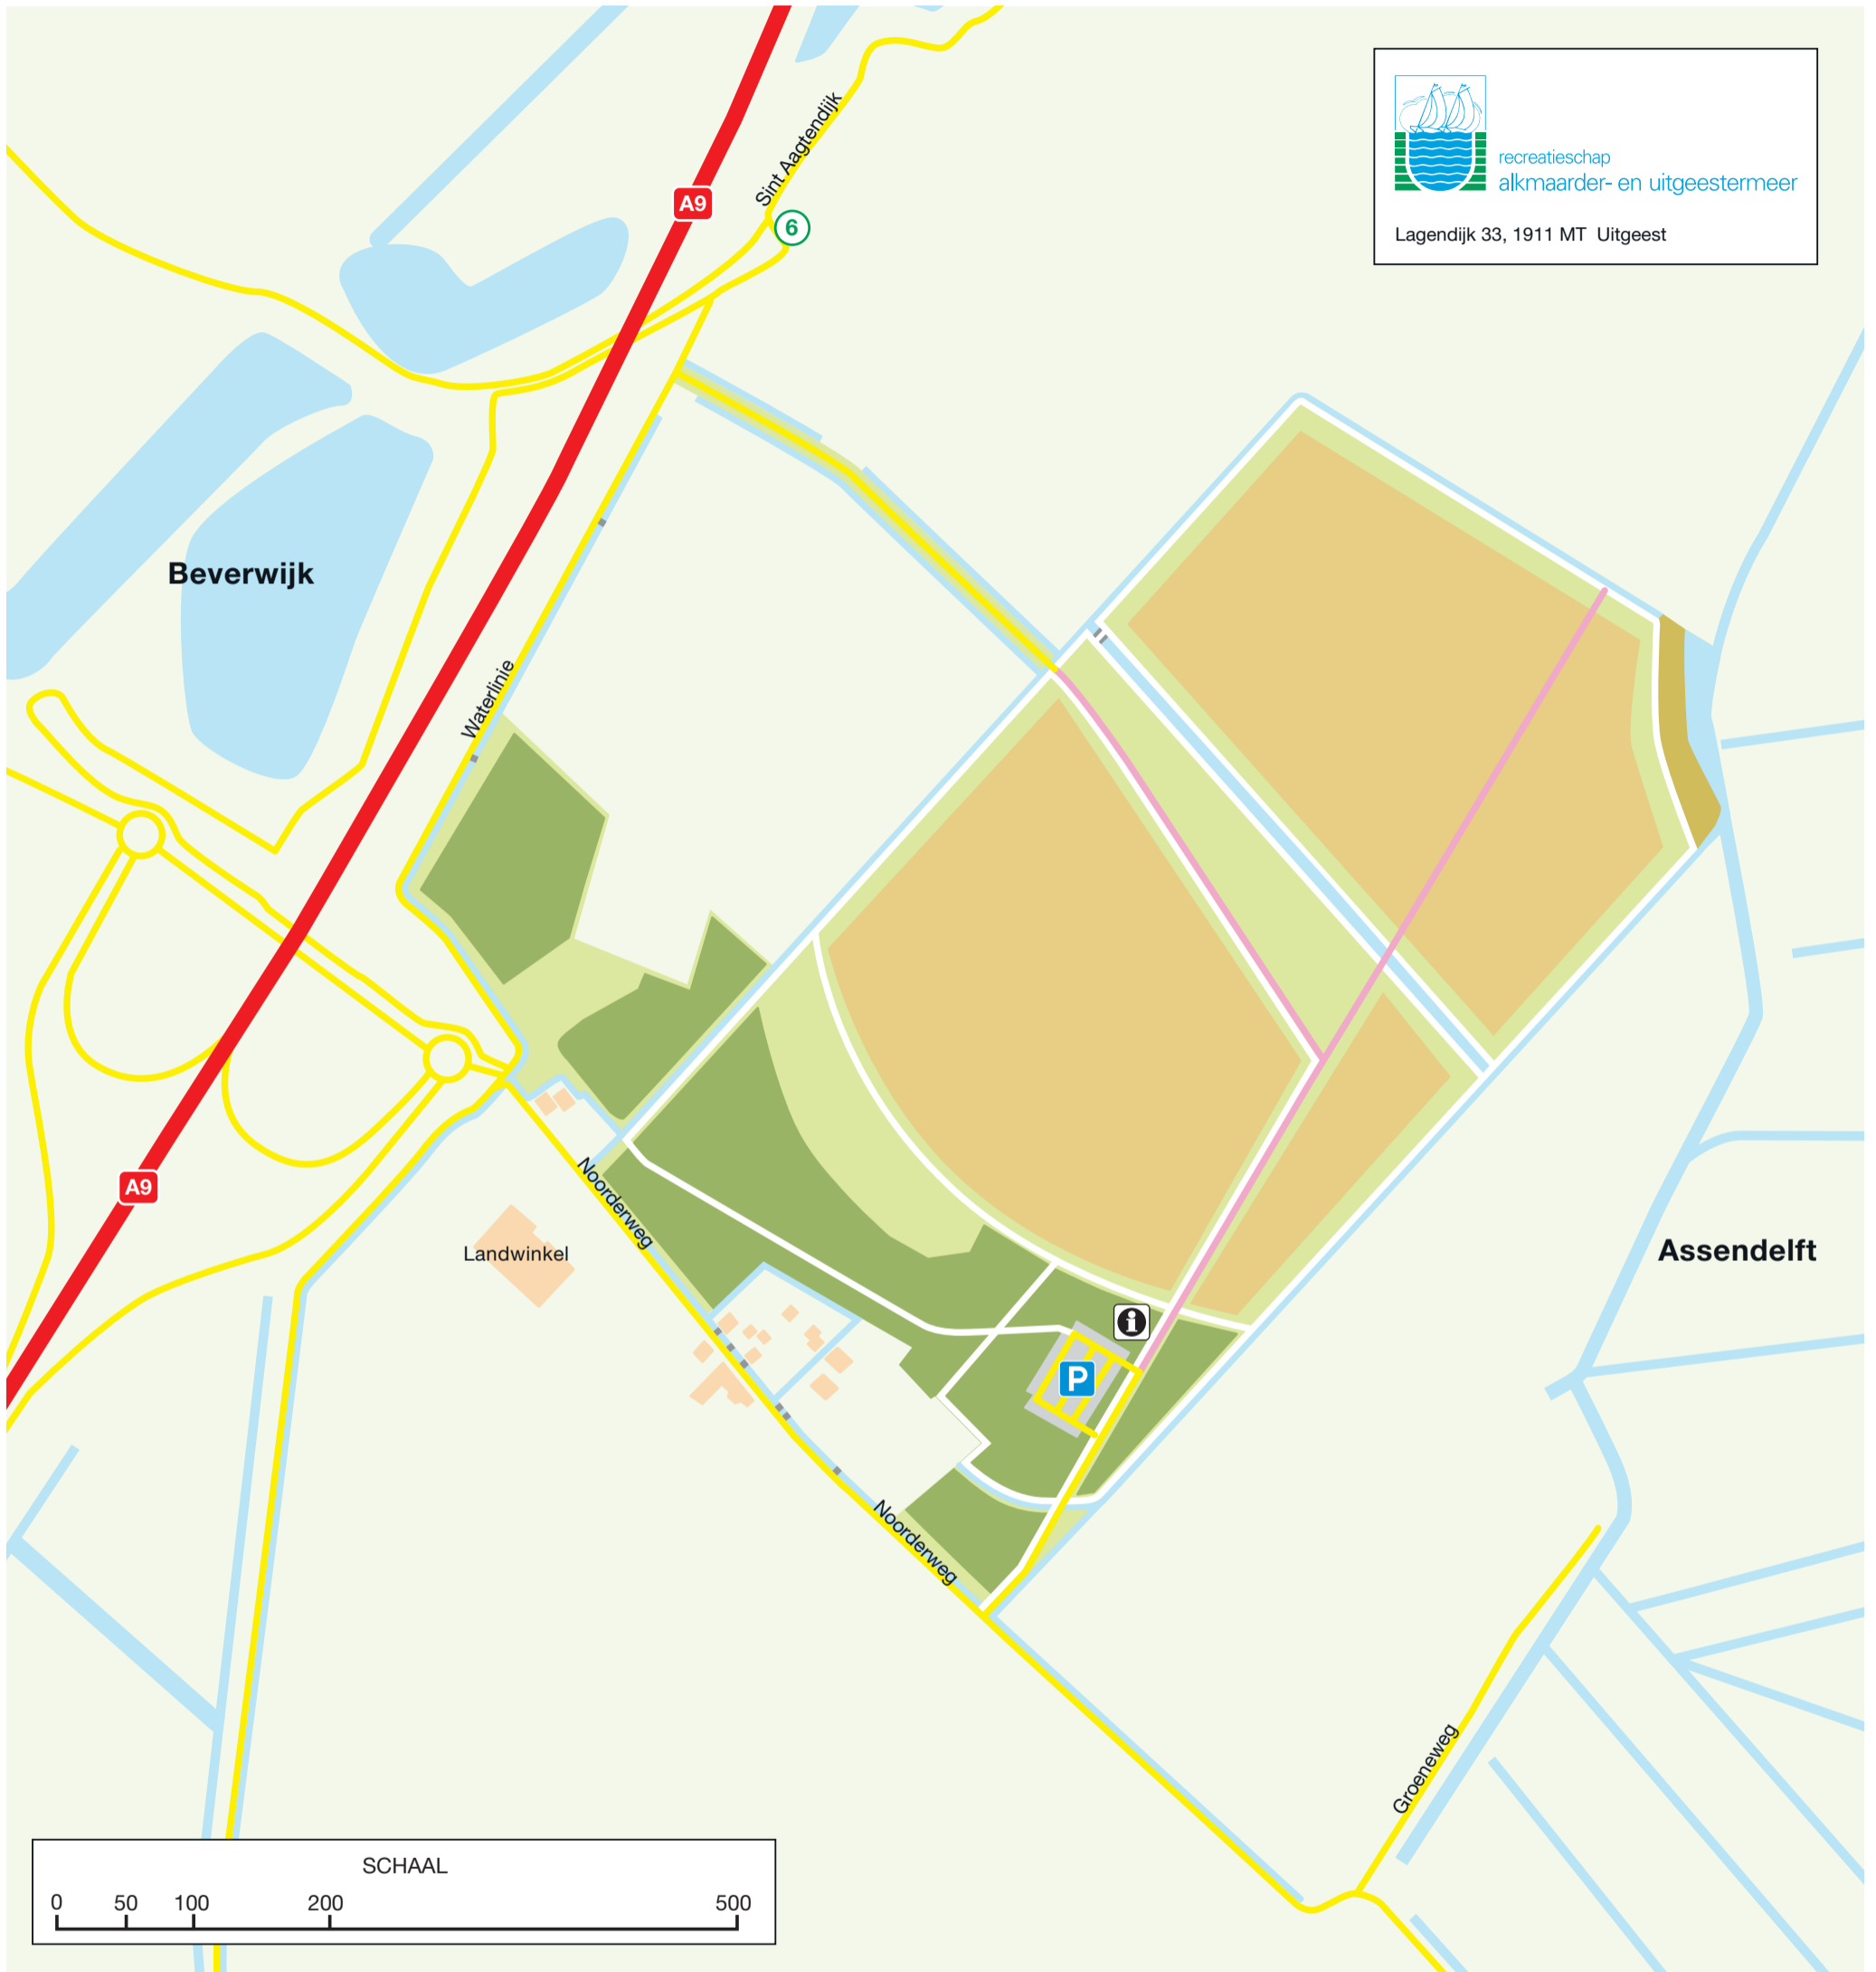 A9
Sint Aagtendijk
6
recreatieschap
alkmaarder- en uitgeestermeer
Lagendijk 33, 1911 MT Uitgeest
Beverwijk
Waterlinie
A9
Noorderweg
Landwinkel
Assendelft
i
P
Noorderweg
Groeneweg
SCHAAL
0 50 100 200 500